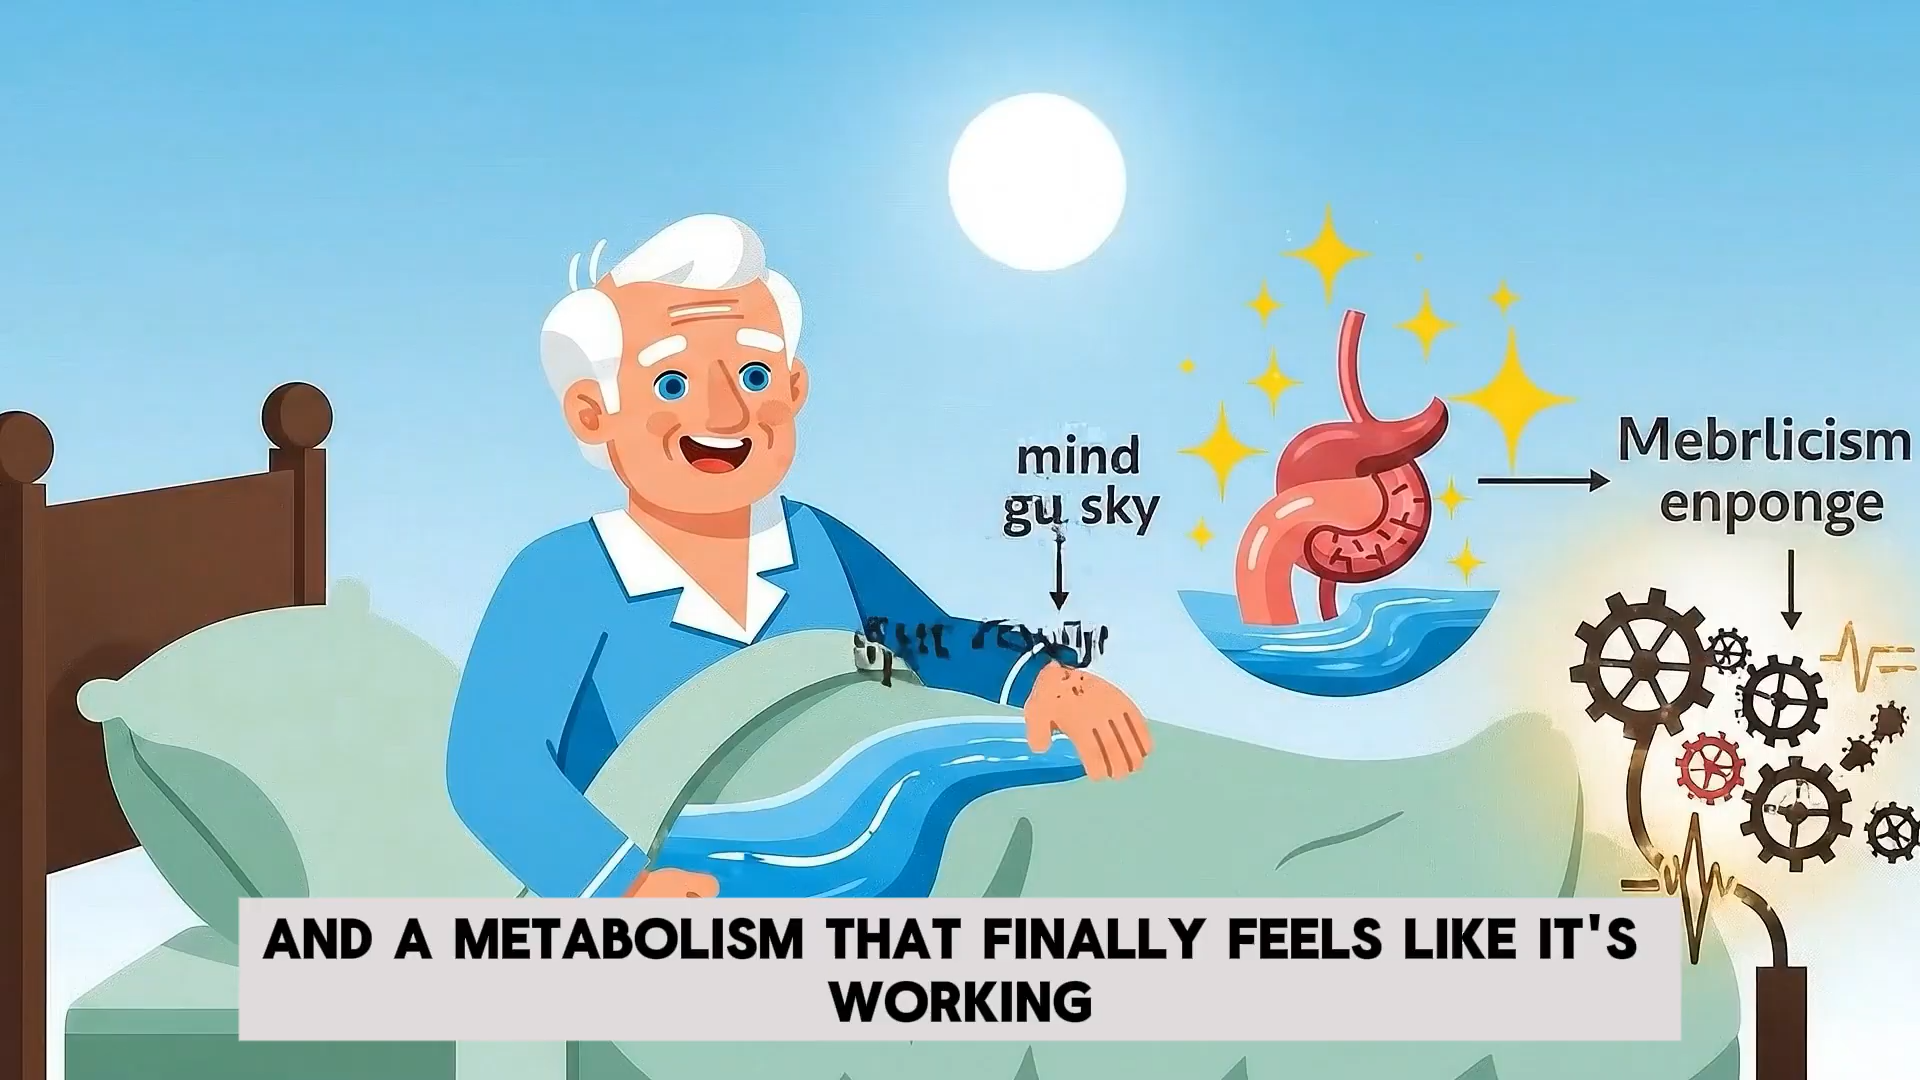 mind
gu sky
Mebrlicism
enponge
AND A METABOLISM THAT FINALLY FEELS LIKE IT'S
WORKING